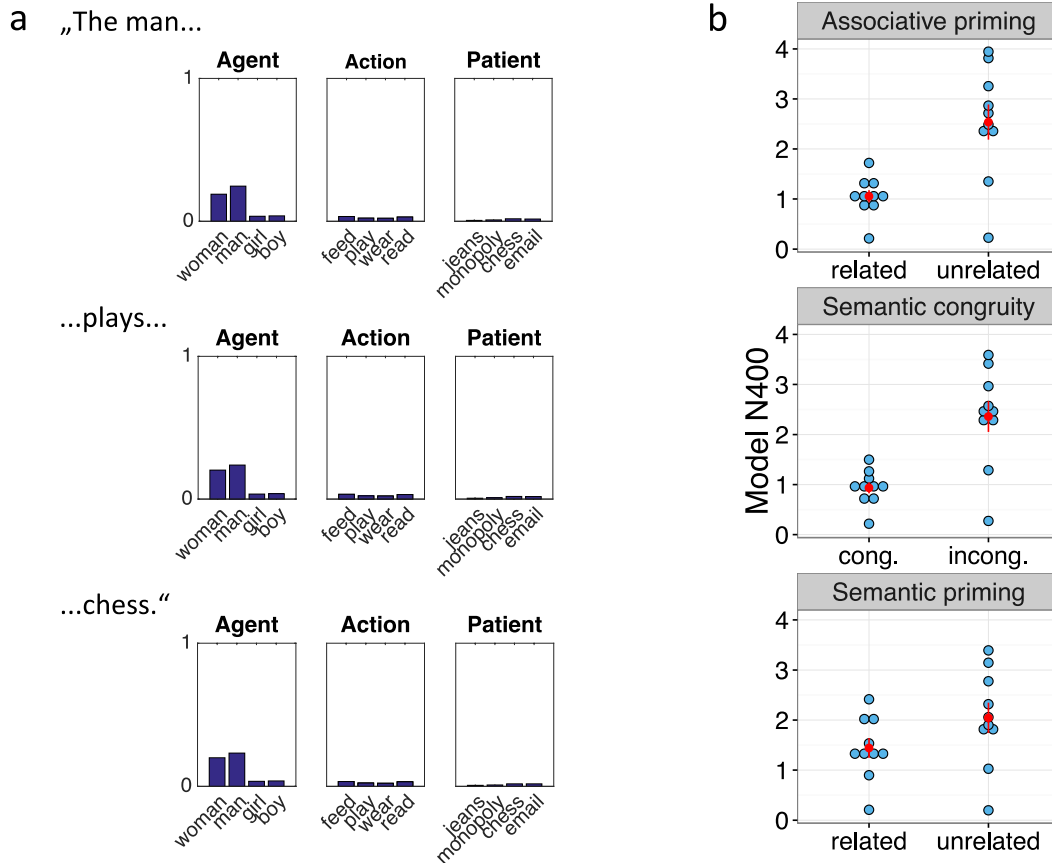 a
„The man...
Agent
Action
Patient
1
0
woman
man
girl
boy
feed
play
wear
read
jeans
monopoly
chess
email
...plays...
Agent
Action
Patient
1
0
woman
man
girl
boy
feed
play
wear
read
jeans
monopoly
chess
email
...chess.“
Agent
Action
Patient
1
0
woman
man
girl
boy
feed
play
wear
read
jeans
monopoly
chess
email
b
Model N400
Associative priming
4
3
2
1
0
related unrelated
Semantic congruity
4
3
2
1
0
cong. incong.
Semantic priming
4
3
2
1
0
related unrelated